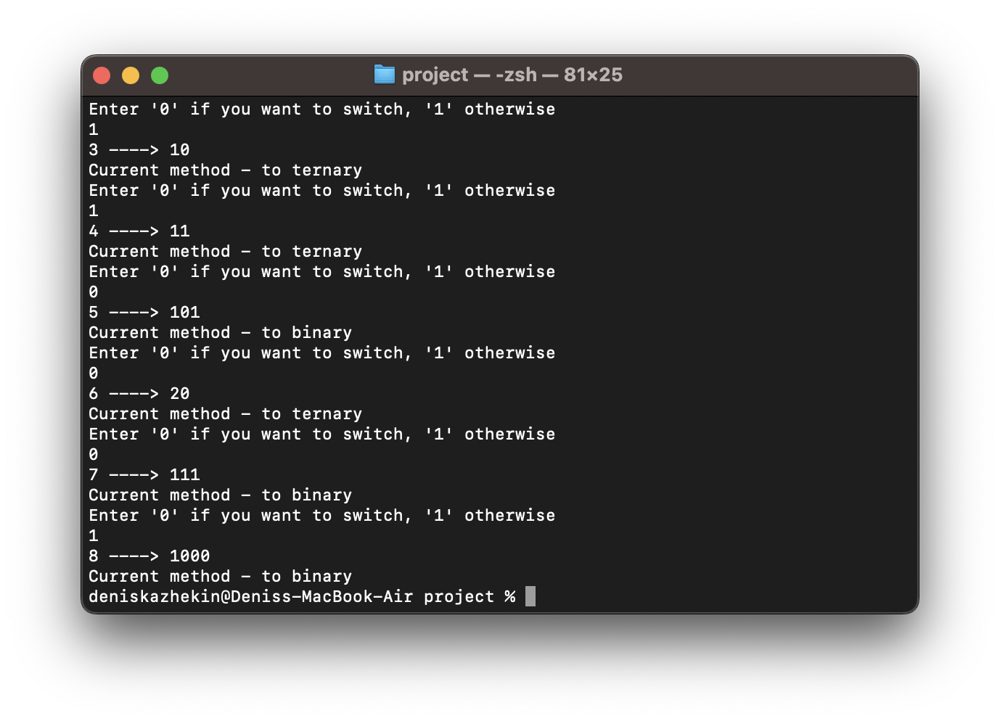 project — -zsh — 81×25
Enter '0' if you want to switch, '1' otherwise
1
3 ----> 10
Current method - to ternary
Enter '0' if you want to switch, '1' otherwise
1
4 ----> 11
Current method - to ternary
Enter '0' if you want to switch, '1' otherwise
0
5 ----> 101
Current method - to binary
Enter '0' if you want to switch, '1' otherwise
0
6 ----> 20
Current method - to ternary
Enter '0' if you want to switch, '1' otherwise
0
7 ----> 111
Current method - to binary
Enter '0' if you want to switch, '1' otherwise
1
8 ----> 1000
Current method - to binary
deniskazhekin@Deniss-MacBook-Air project %